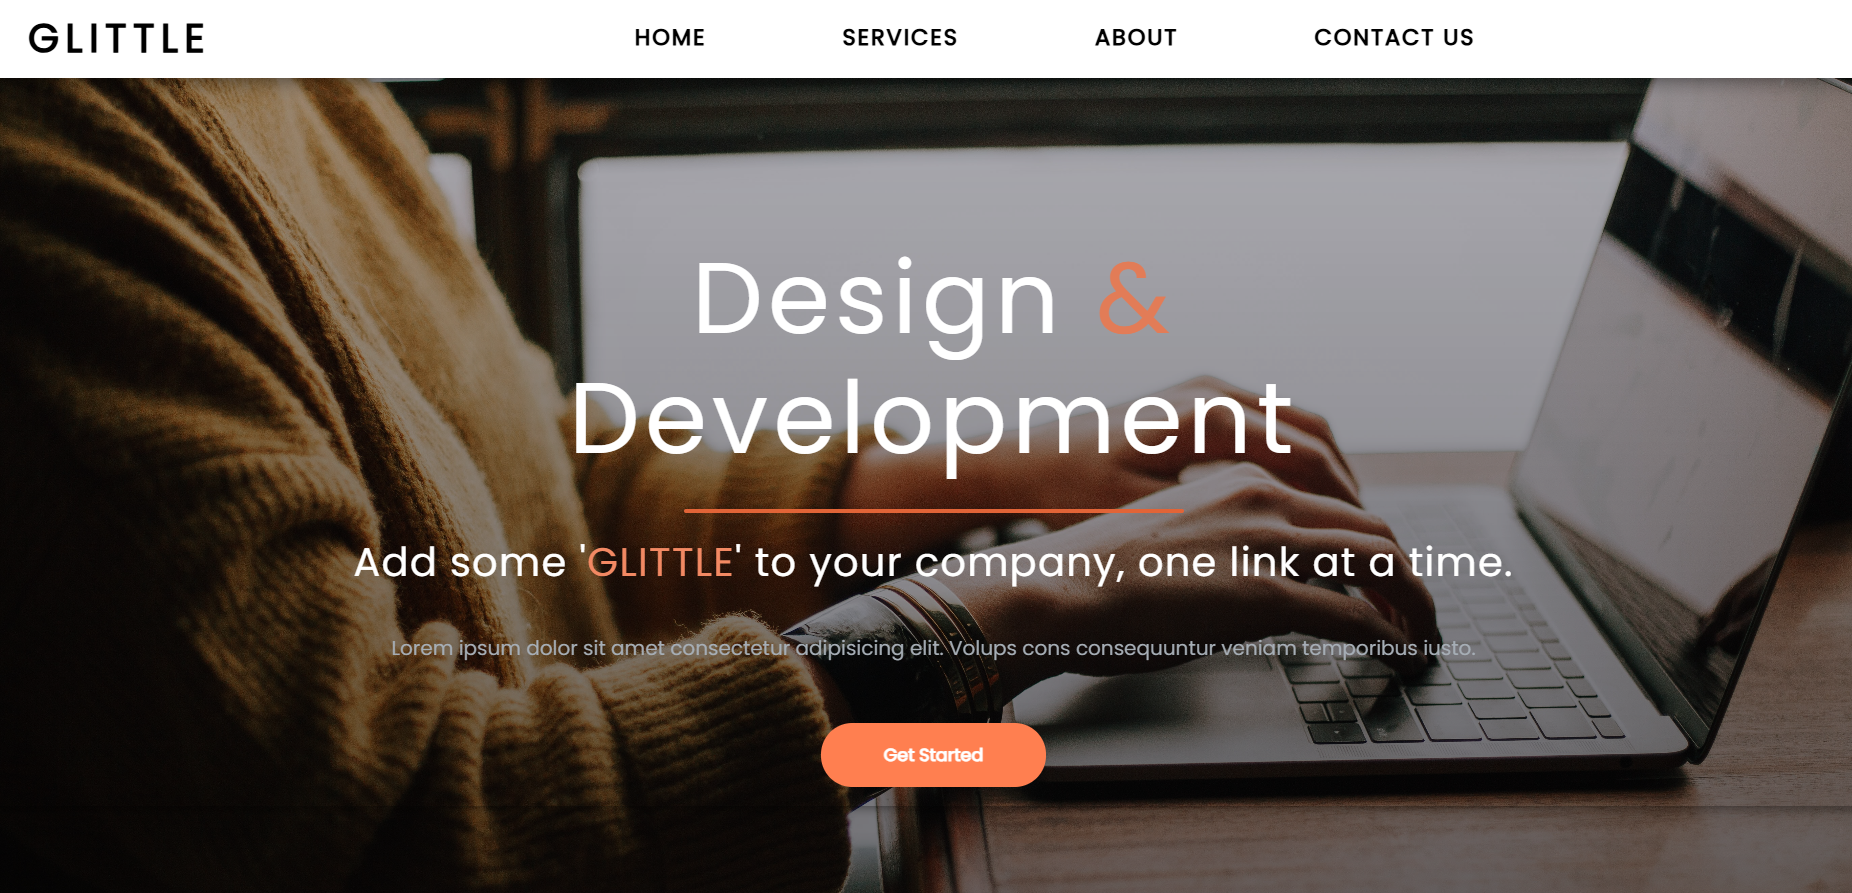 GLITTLE
HOME SERVICES ABOUT CONTACT US
Design &
Development
Add some 'GLITTLE' to your company, one link at a time.
Lorem ipsum dolor sit amet consectetur adipisicing elit. Volups cons consequuntur veniam temporibus iusto.
Get Started